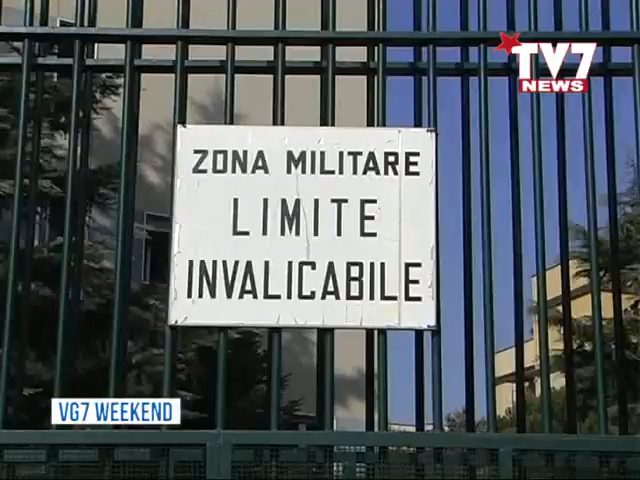 TV7
NEWS
ZONA MILITARE
LIMITE
INVALICABILE
VG7 WEEKEND